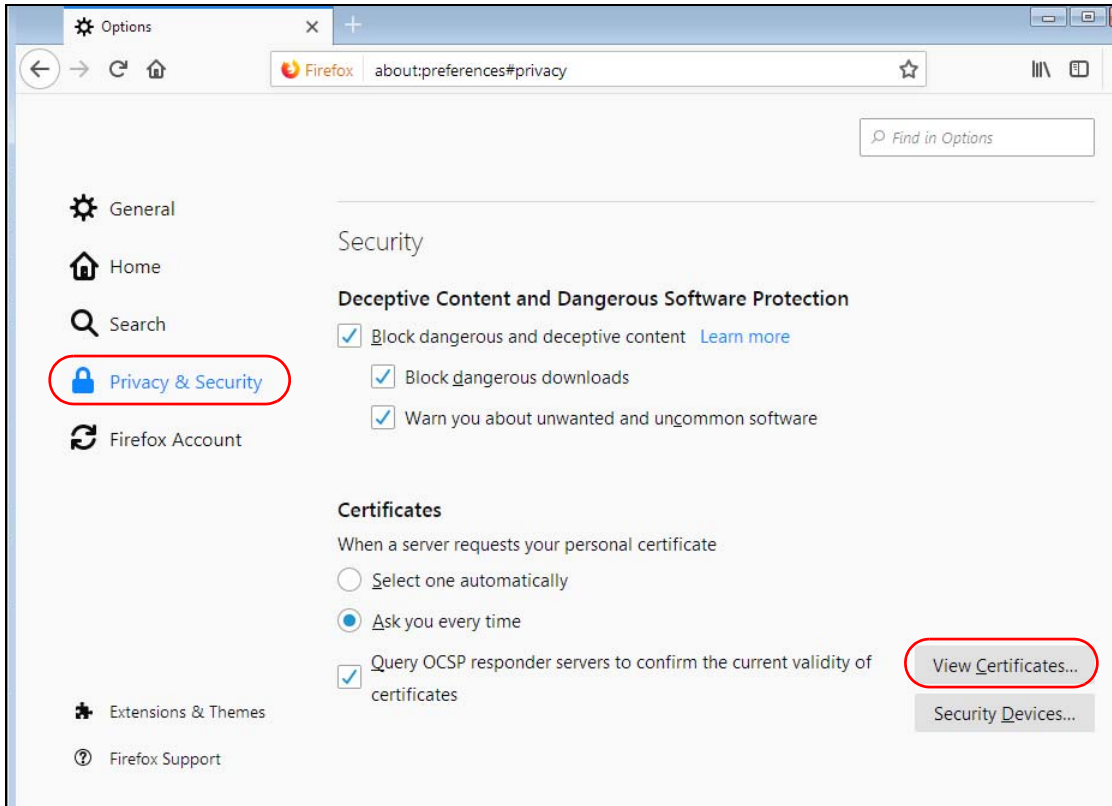 Options
Firefox about:preferences#privacy
Find in Options
General
Home
Search
Privacy & Security
Firefox Account
Security
Deceptive Content and Dangerous Software Protection
Block dangerous and deceptive content Learn more
Block dangerous downloads
Warn you about unwanted and uncommon software
Certificates
When a server requests your personal certificate
Select one automatically
Ask you every time
Query OCSP responder servers to confirm the current validity of
certificates
View Certificates...
Security Devices...
Extensions & Themes
Firefox Support